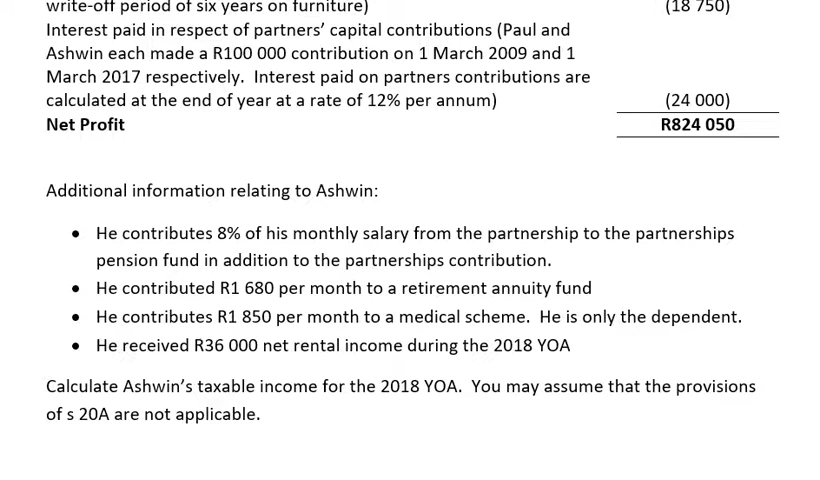 write-off period of six years on furniture) (18 750)
Interest paid in respect of partners' capital contributions (Paul and
Ashwin each made a R100 000 contribution on 1 March 2009 and 1
March 2017 respectively. Interest paid on partners contributions are
calculated at the end of year at a rate of 12% per annum) (24 000)
Net Profit R824 050
Additional information relating to Ashwin:
• He contributes 8% of his monthly salary from the partnership to the partnerships
pension fund in addition to the partnerships contribution.
• He contributed R1 680 per month to a retirement annuity fund
• He contributes R1 850 per month to a medical scheme. He is only the dependent.
• He received R36 000 net rental income during the 2018 YOA
Calculate Ashwin's taxable income for the 2018 YOA. You may assume that the provisions
of s 20A are not applicable.